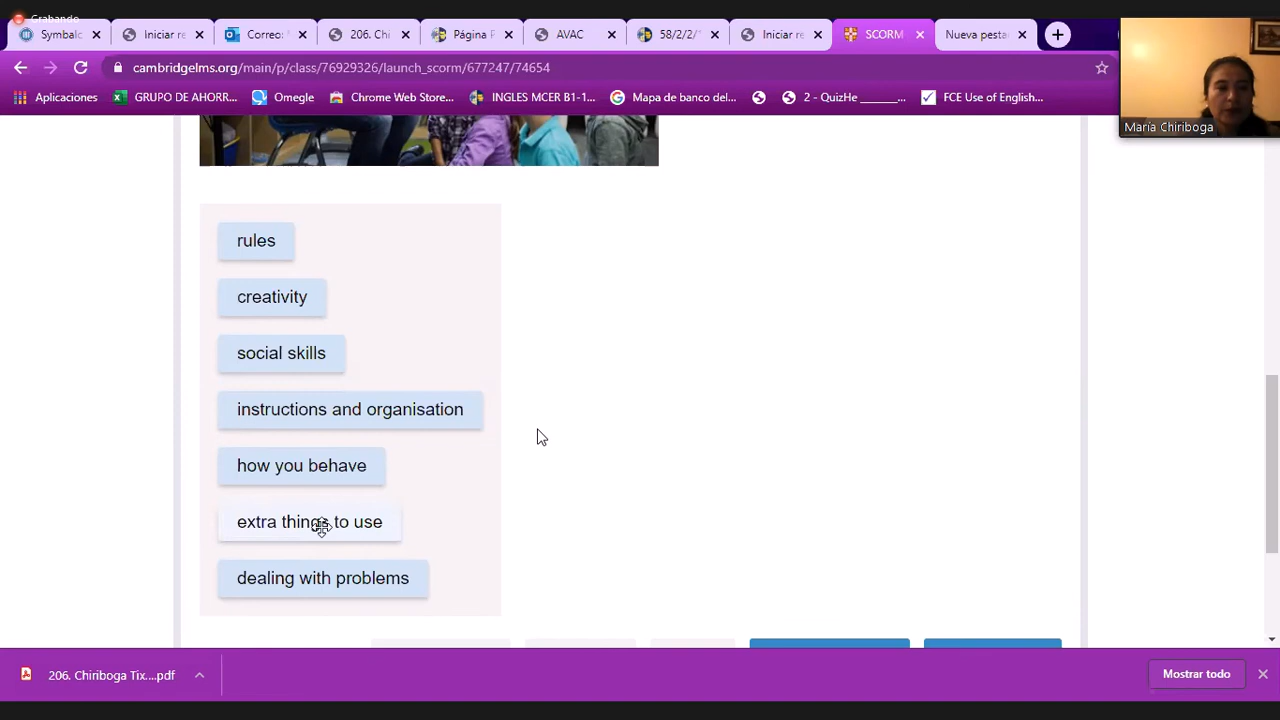 Grabando
Symbalc
Iniciar re
Correo: M
206. Chi
Página P
AVAC
58/2/2/
Iniciar re
SCORM
Nueva pesta
cambridgelms.org/main/p/class/76929326/launch_scorm/677247/74654
Aplicaciones
GRUPO DE AHORR...
Omegle
Chrome Web Store...
INGLES MCER B1-1...
Mapa de banco del...
2 - QuizHe ______...
FCE Use of English...
María Chiriboga
rules
creativity
social skills
instructions and organisation
how you behave
extra things to use
dealing with problems
206. Chiriboga Tix....pdf
Mostrar todo